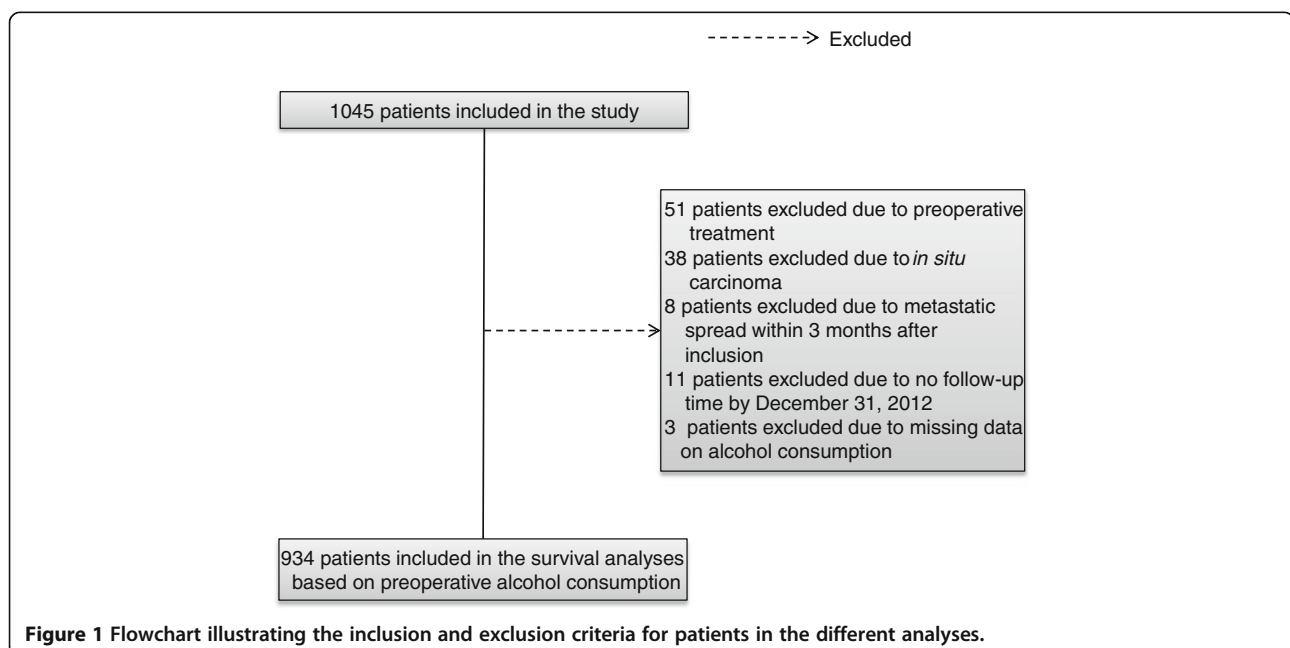 Excluded
1045 patients included in the study
51 patients excluded due to preoperative
treatment
38 patients excluded due to in situ
carcinoma
8 patients excluded due to metastatic
spread within 3 months after
inclusion
11 patients excluded due to no follow-up
time by December 31, 2012
3 patients excluded due to missing data
on alcohol consumption
934 patients included in the survival analyses
based on preoperative alcohol consumption
Figure 1 Flowchart illustrating the inclusion and exclusion criteria for patients in the different analyses.